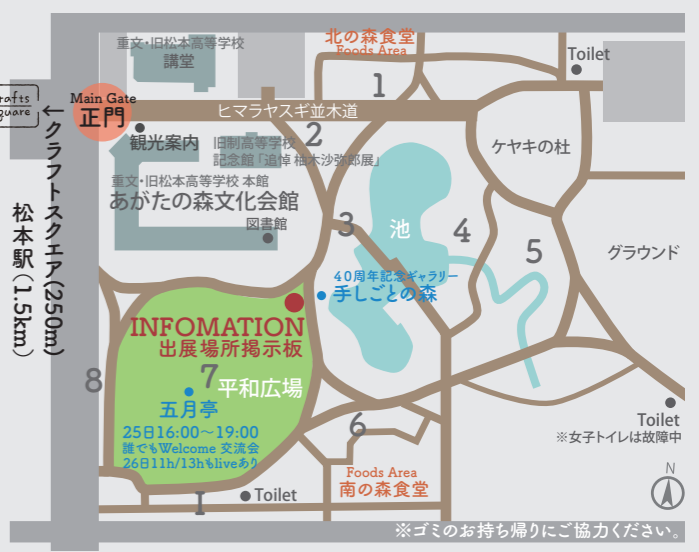 重文・旧松本高等学校
講堂
北の森食堂
Foods Area
Toilet
1
rafts
quare
Main Gate
正門
ヒマラヤスギ並木道
観光案内
2
旧制高等学校
記念館「追悼 柚木沙弥郎展」
ケヤキの杜
重文・旧松本高等学校 本館
あがたの森文化会館
図書館
←クラフトスクエア(250m)
松本駅(1.5km)
3
池
4
5
グラウンド
40周年記念ギャラリー
手しごとの森
INFOMATION
出展場所掲示板
8
7
平和広場
五月亭
25日16:00～19:00
誰でもWelcome 交流会
26日11h/13hもliveあり
6
Toilet
※女子トイレは故障中
Foods Area
南の森食堂
N
I
Toilet
※ゴミのお持ち帰りにご協力ください。